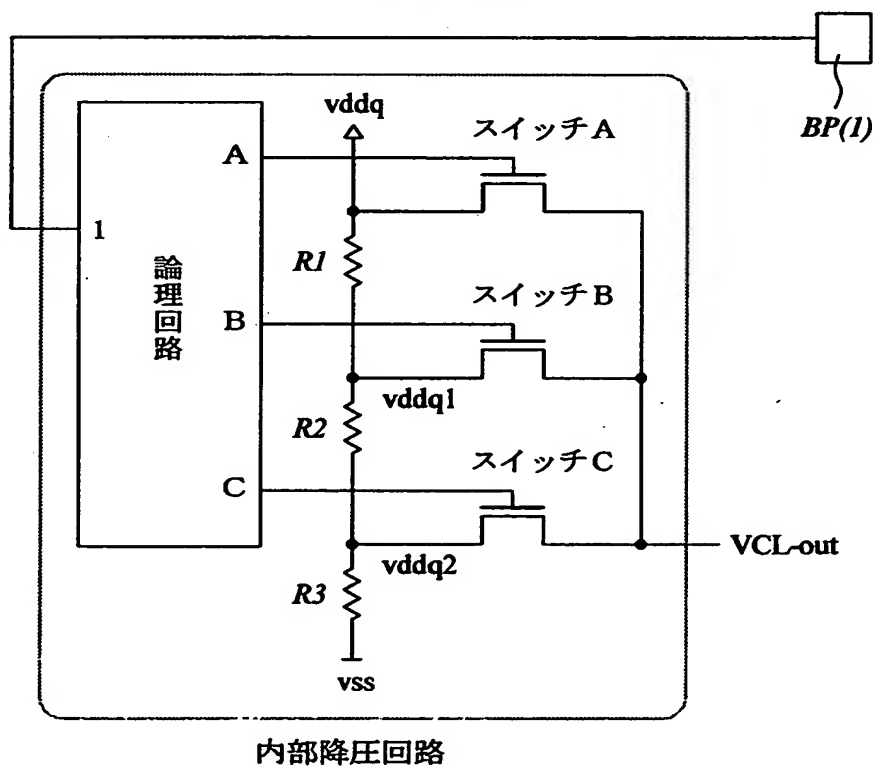 BP(1)
vddq
スイッチA
A
1
R1
論理回路
スイッチB
B
vddq1
R2
スイッチC
C
vddq2
VCL-out
R3
vss
内部降圧回路